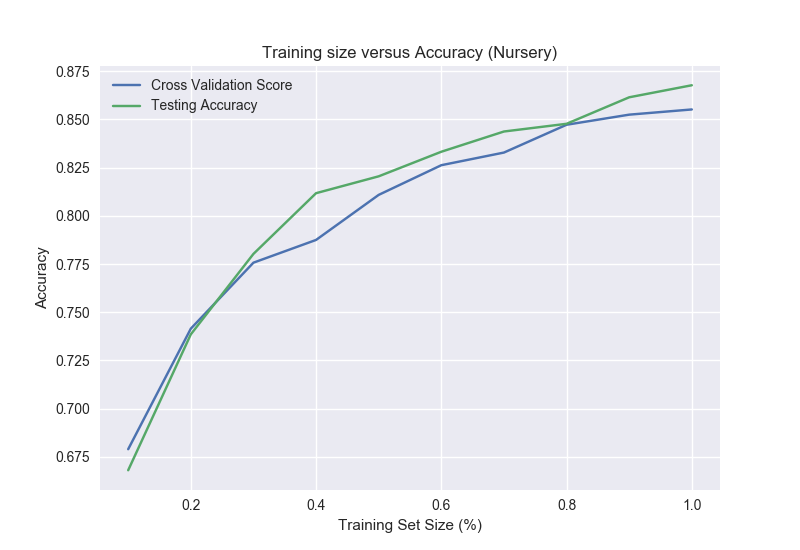 Training size versus Accuracy (Nursery)
Cross Validation Score
Testing Accuracy
0.875
0.850
0.825
0.800
0.775
0.750
0.725
0.700
0.675
Accuracy
0.2 0.4 0.6 0.8 1.0
Training Set Size (%)